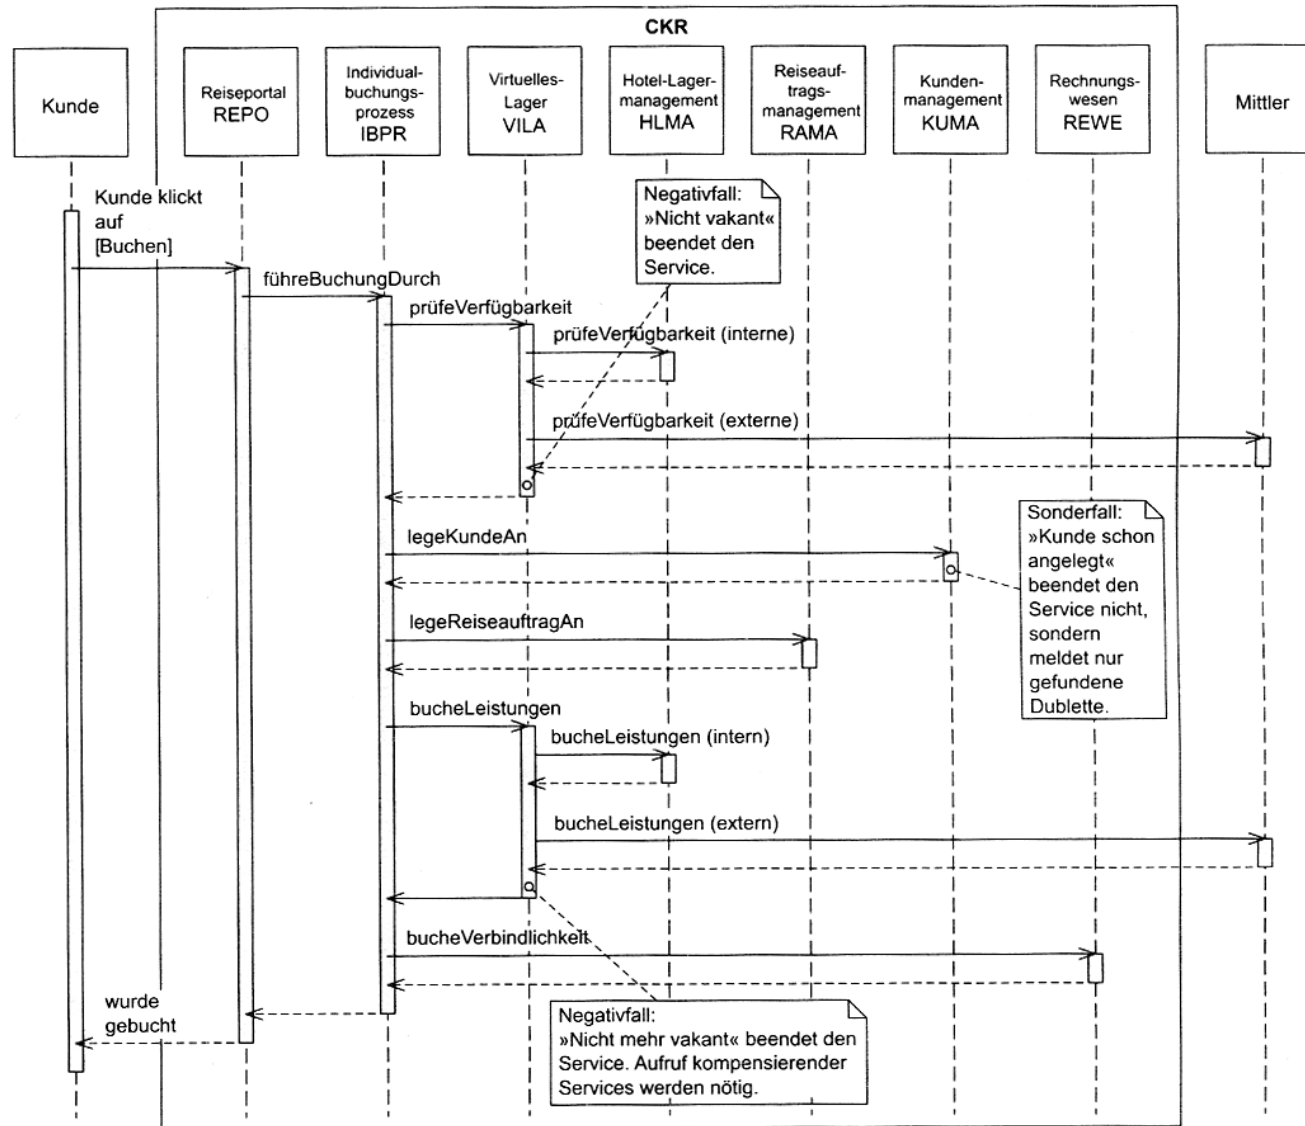 CKR
Kunde
Reiseportal
REPO
Individual-
buchungs-
prozess
IBPR
Virtuelles-
Lager
VILA
Hotel-Lager-
management
HLMA
Reiseauf-
tragsmanagement
RAMA
Kunden-
management
KUMA
Rechnungs-
wesen
REWE
Mittler
Kunde klickt
auf
[Buchen]
Negativfall:
»Nicht vakant«
beendet den
Service.
führeBuchungDurch
prüfeVerfügbarkeit
prüfeVerfügbarkeit (interne)
prüfeVerfügbarkeit (externe)
Sonderfall:
»Kunde schon
angelegt«
beendet den
Service nicht,
sondern
meldet nur
gefundene
Dublette.
legeKundeAn
legeReiseauftragAn
bucheLeistungen
bucheLeistungen (intern)
bucheLeistungen (extern)
bucheVerbindlichkeit
wurde
gebucht
Negativfall:
»Nicht mehr vakant« beendet den
Service. Aufruf kompensierender
Services werden nötig.